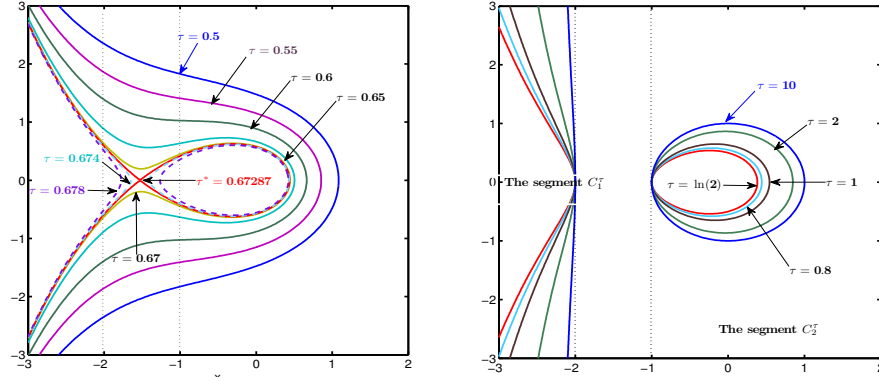 3
2
1
0
−1
−2
−3
−3
−2
−1
0
1
2
x
τ = 0.5
τ = 0.55
τ = 0.6
τ = 0.65
τ = 0.674
τ = 0.678
τ* = 0.67287
τ = 0.67
3
2
1
0
−1
−2
−3
−3
−2
−1
0
1
2
τ = 10
τ = 2
τ = 1
τ = ln(2)
τ = 0.8
The segment C₁^τ
The segment C₂^τ